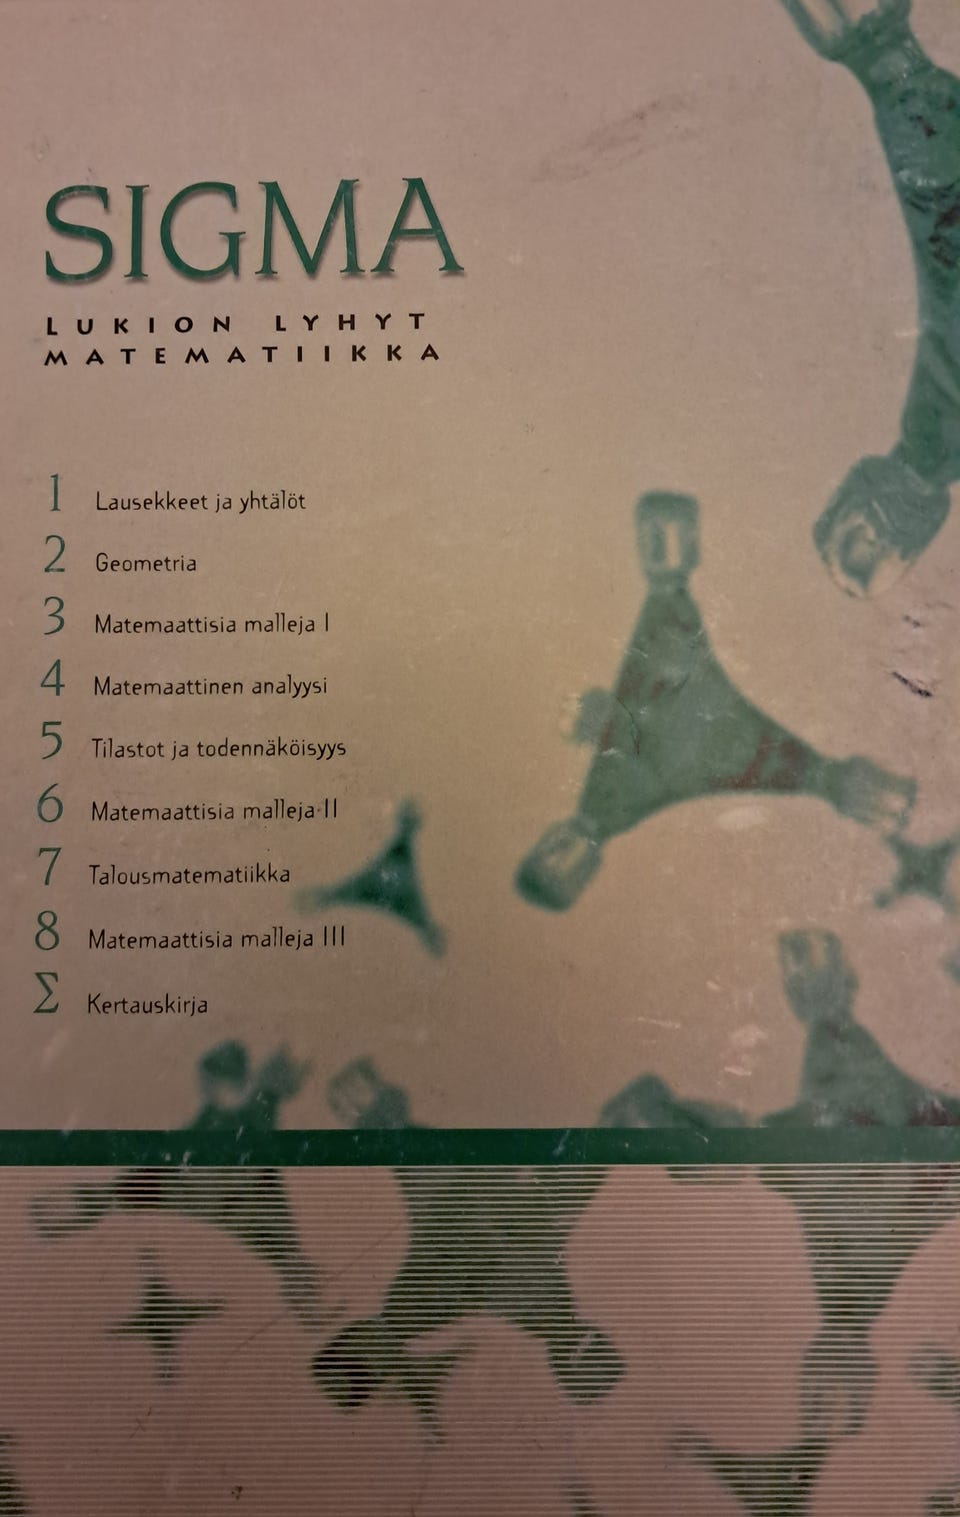 SIGMA
LUKION LYHYT
MATEMATIIKKA
1 Lausekkeet ja yhtälöt
2 Geometria
3 Matemaattisia malleja I
4 Matemaattinen analyysi
5 Tilastot ja todennäköisyys
6 Matemaattisia malleja II
7 Talousmatematiikka
8 Matemaattisia malleja III
Σ Kertauskirja